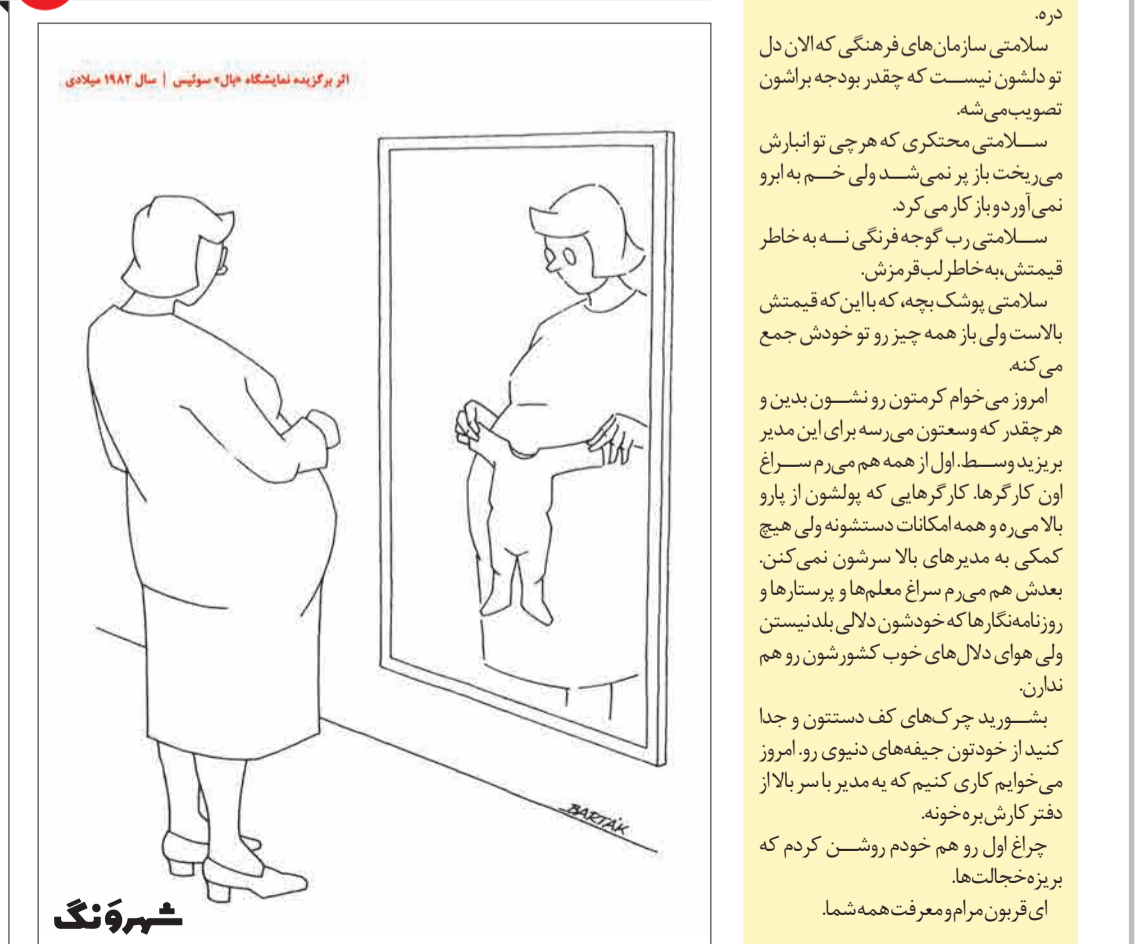 دره.
سلامتی سازمان‌های فرهنگی که الان دل
تو دلشون نیست که چقدر بودجه براشون
تصویب می‌شه.
سلامتی محتکری که هر چی تو انبارش
می‌ریخت باز پر نمی‌شد ولی خم به ابرو
نمی‌آورد و باز کار می‌کرد.
سلامتی رب گوجه فرنگی نه به خاطر
قیمتش، به خاطر لب قرمزش.
سلامتی پوشک بچه، که با این که قیمتش
بالاست ولی باز همه چیز رو تو خودش جمع
می‌کنه.
امروز می‌خوام کرمتون رو نشون بدین و
هر چقدر که وسعتون می‌رسه برای این مدیر
بریزید وسط. اول از همه هم می‌رم سراغ
اون کارگرها. کارگرهایی که پولشون از پارو
بالا می‌ره و همه امکانات دستشونه ولی هیچ
کمکی به مدیرهای بالا سرشون نمی‌کنن.
بعدش هم می‌رم سراغ معلم‌ها و پرستارها و
روزنامه‌نگارها که خودشون دلالی بلد نیستن
ولی هوای دلال‌های خوب کشورشون رو هم
ندارن.
بشورید چرک‌های کف دستتون و جدا
کنید از خودتون جیفه‌های دنیوی رو. امروز
می‌خوایم کاری کنیم که یه مدیر با سر بالا از
دفتر کارش بره خونه.
چراغ اول رو هم خودم روشن کردم که
بریزه خجالت‌ها.
ای قربون مرام و معرفت همه شما.
اثر برگزیده نمایشگاه «بال» سوئیس | سال ۱۹۸۲ میلادی
BARTÁK
شهروَنگ